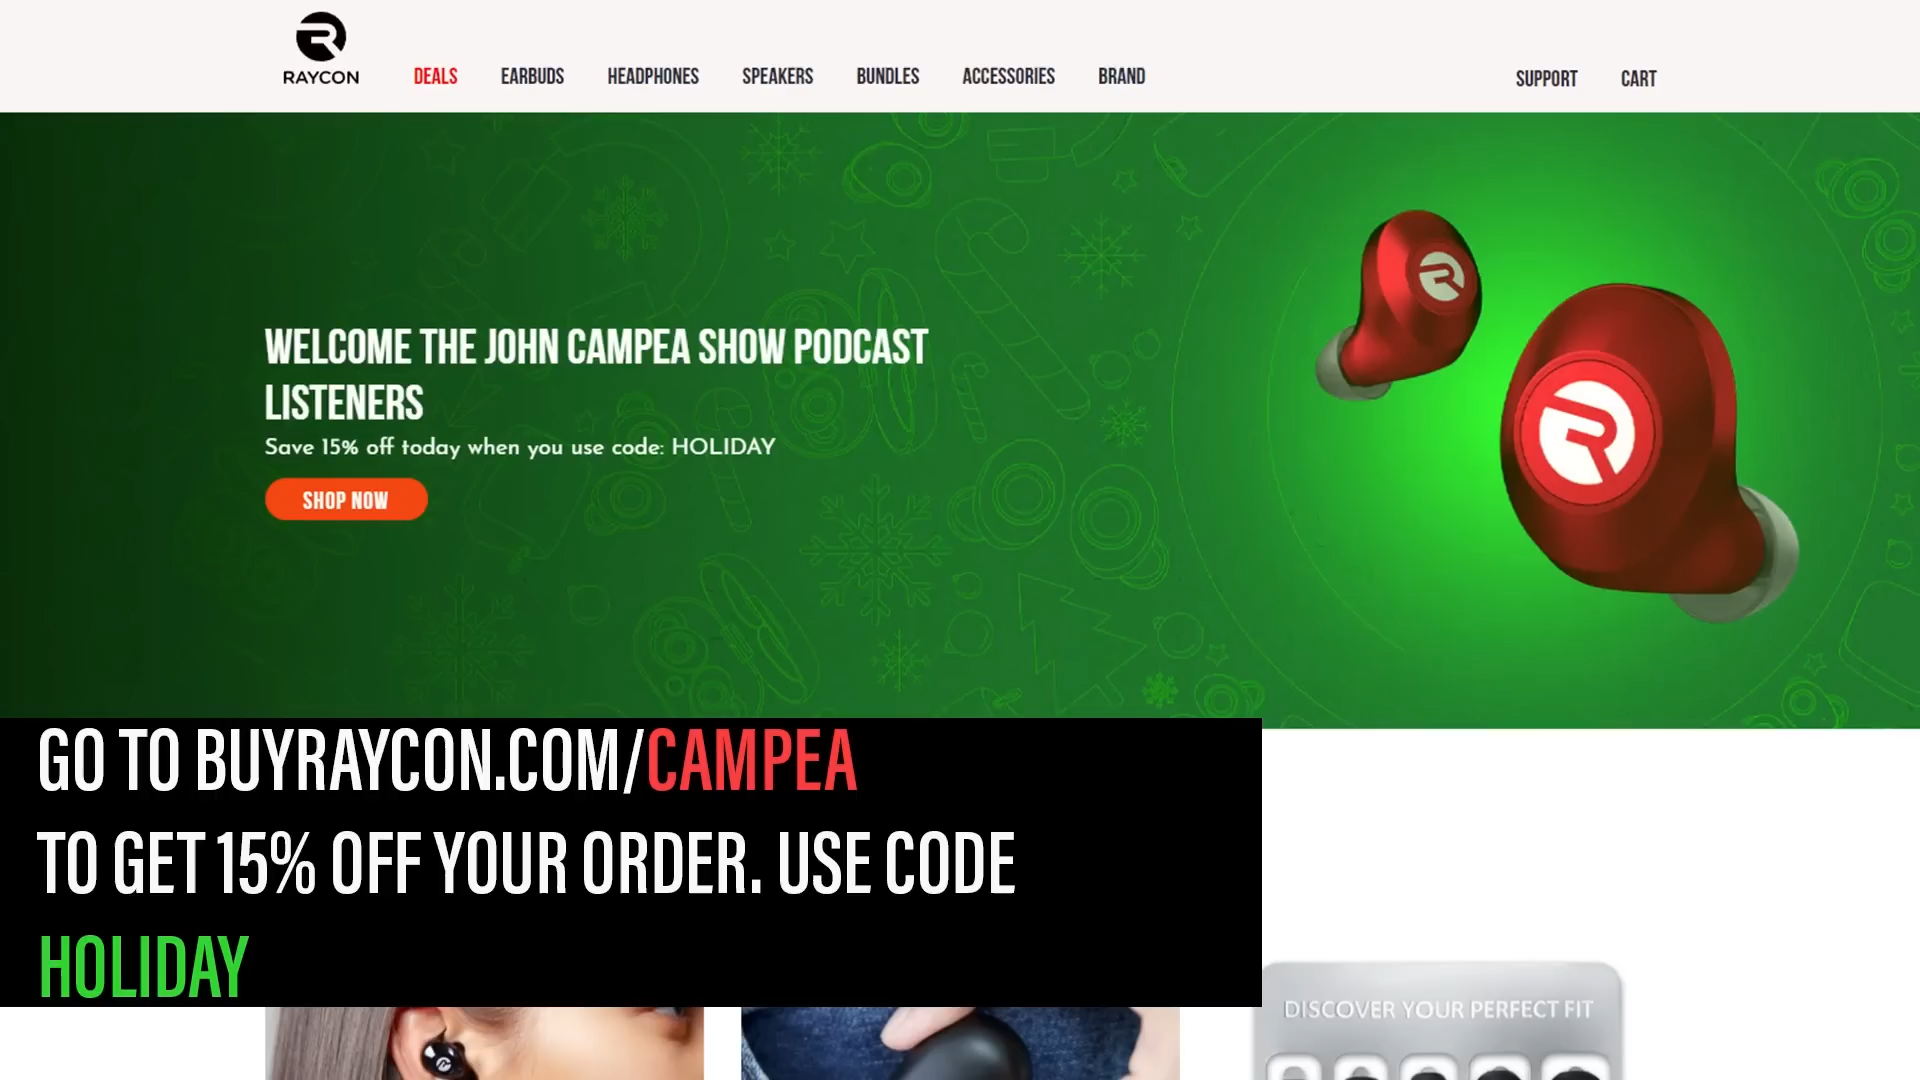 RAYCON
DEALS EARBUDS HEADPHONES SPEAKERS BUNDLES ACCESSORIES BRAND SUPPORT CART
WELCOME THE JOHN CAMPEA SHOW PODCAST
LISTENERS
Save 15% off today when you use code: HOLIDAY
SHOP NOW
GO TO BUYRAYCON.COM/CAMPEA
TO GET 15% OFF YOUR ORDER. USE CODE
HOLIDAY
DISCOVER YOUR PERFECT FIT